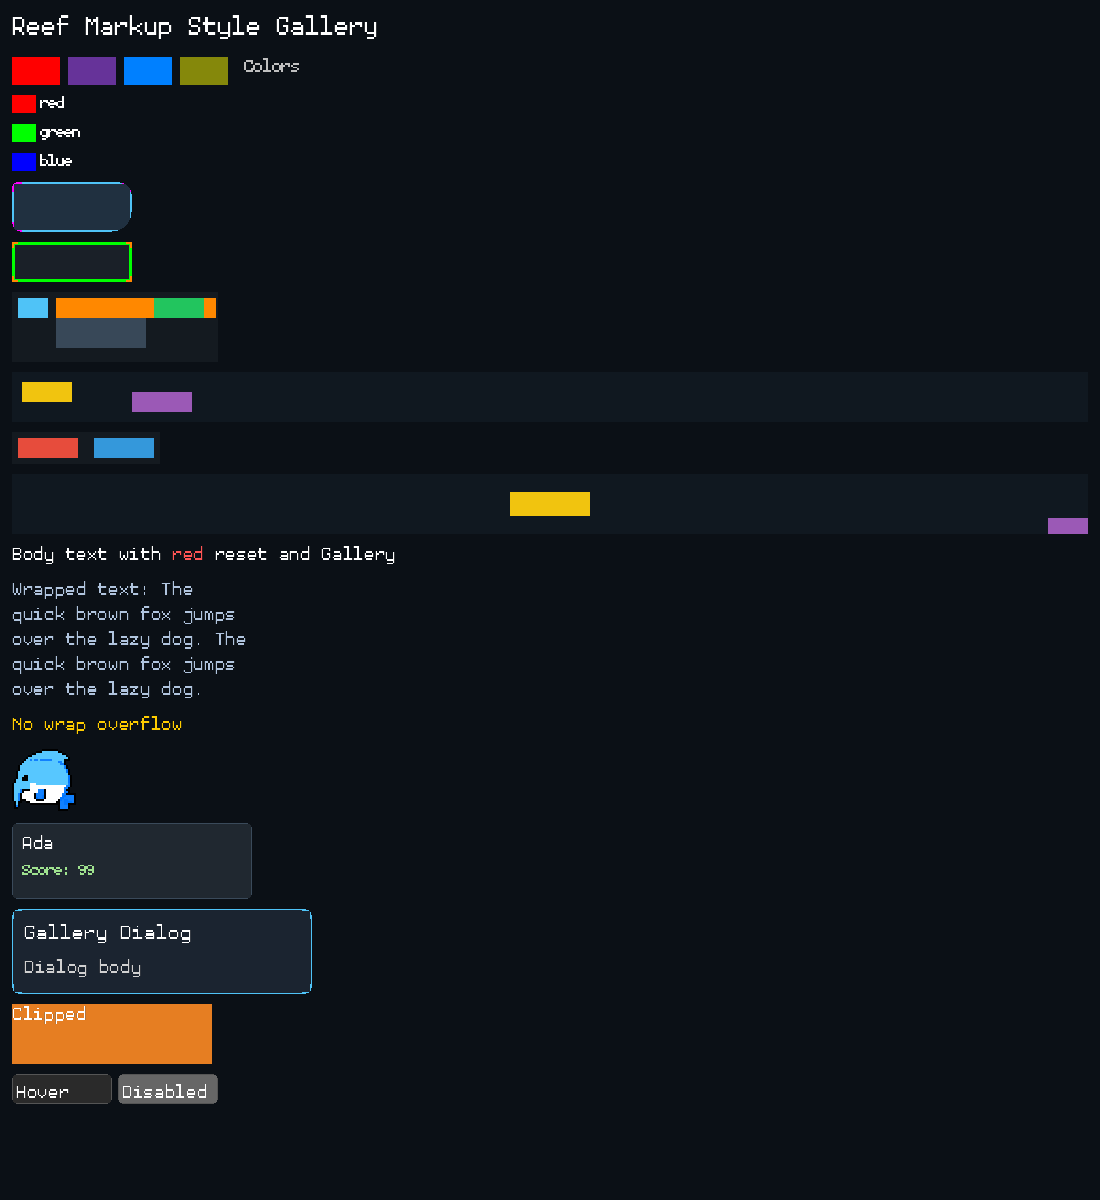 Reef Markup Style Gallery
Colors
red
green
blue
Body text with red reset and Gallery
Wrapped text: The
quick brown fox jumps
over the lazy dog. The
quick brown fox jumps
over the lazy dog.
No wrap overflow
Ada
Score: 99
Gallery Dialog
Dialog body
Clipped
Hover
Disabled